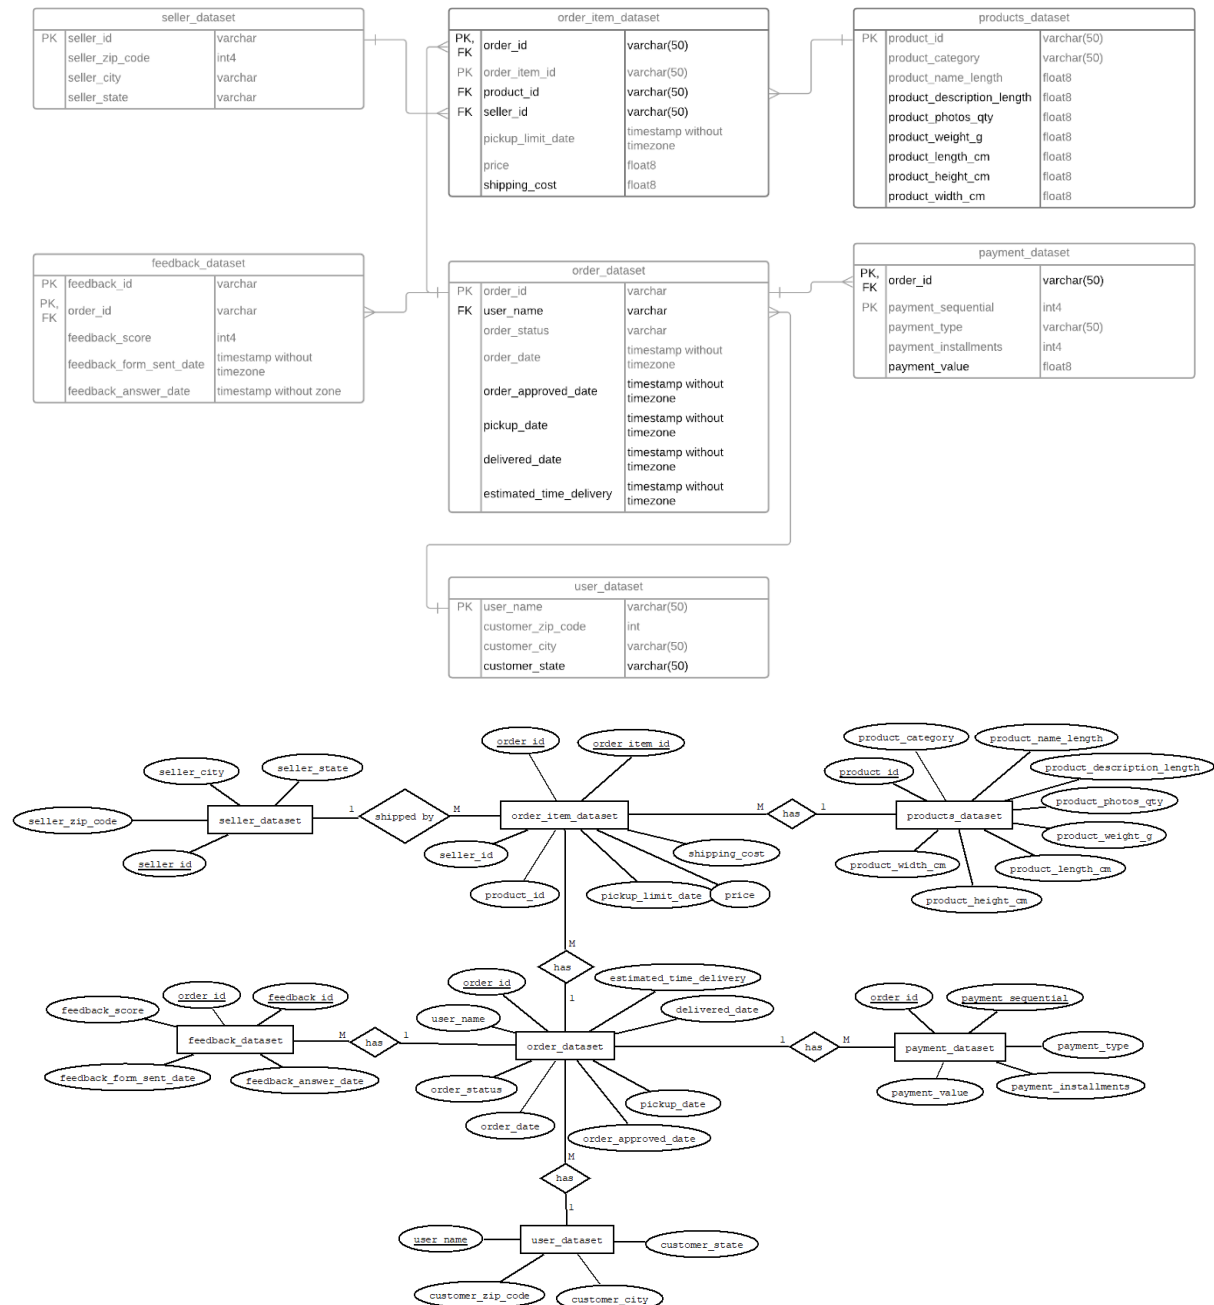 seller_dataset
PK seller_id varchar
seller_zip_code int4
seller_city varchar
seller_state varchar
order_item_dataset
PK, FK order_id varchar(50)
PK order_item_id varchar(50)
FK product_id varchar(50)
FK seller_id varchar(50)
pickup_limit_date timestamp without
timezone
price float8
shipping_cost float8
products_dataset
PK product_id varchar(50)
product_category varchar(50)
product_name_length float8
product_description_length float8
product_photos_qty float8
product_weight_g float8
product_length_cm float8
product_height_cm float8
product_width_cm float8
feedback_dataset
PK feedback_id varchar
PK, FK order_id varchar
feedback_score int4
feedback_form_sent_date timestamp without
timezone
feedback_answer_date timestamp without zone
order_dataset
PK order_id varchar
FK user_name varchar
order_status varchar
order_date timestamp without
timezone
order_approved_date timestamp without
timezone
pickup_date timestamp without
timezone
delivered_date timestamp without
timezone
estimated_time_delivery timestamp without
timezone
payment_dataset
PK, FK order_id varchar(50)
PK payment_sequential int4
payment_type varchar(50)
payment_installments int4
payment_value float8
user_dataset
PK user_name varchar(50)
customer_zip_code int
customer_city varchar(50)
customer_state varchar(50)
order_id
order_item_id
product_category
product_name_length
seller_city
seller_state
product_id
product_description_length
seller_zip_code
seller_dataset
1
shipped by
M
order_item_dataset
M
has
1
products_dataset
product_photos_qty
product_weight_g
seller_id
seller_id
shipping_cost
product_width_cm
product_length_cm
product_id
pickup_limit_date
price
product_height_cm
M
has
1
order_id
estimated_time_delivery
feedback_score
order_id
feedback_id
user_name
delivered_date
order_id
payment_sequential
feedback_dataset
M
has
1
order_dataset
1
has
M
payment_dataset
payment_type
feedback_form_sent_date
feedback_answer_date
order_status
pickup_date
payment_value
payment_installments
order_date
order_approved_date
M
has
1
user_name
user_dataset
customer_state
customer_zip_code
customer_city